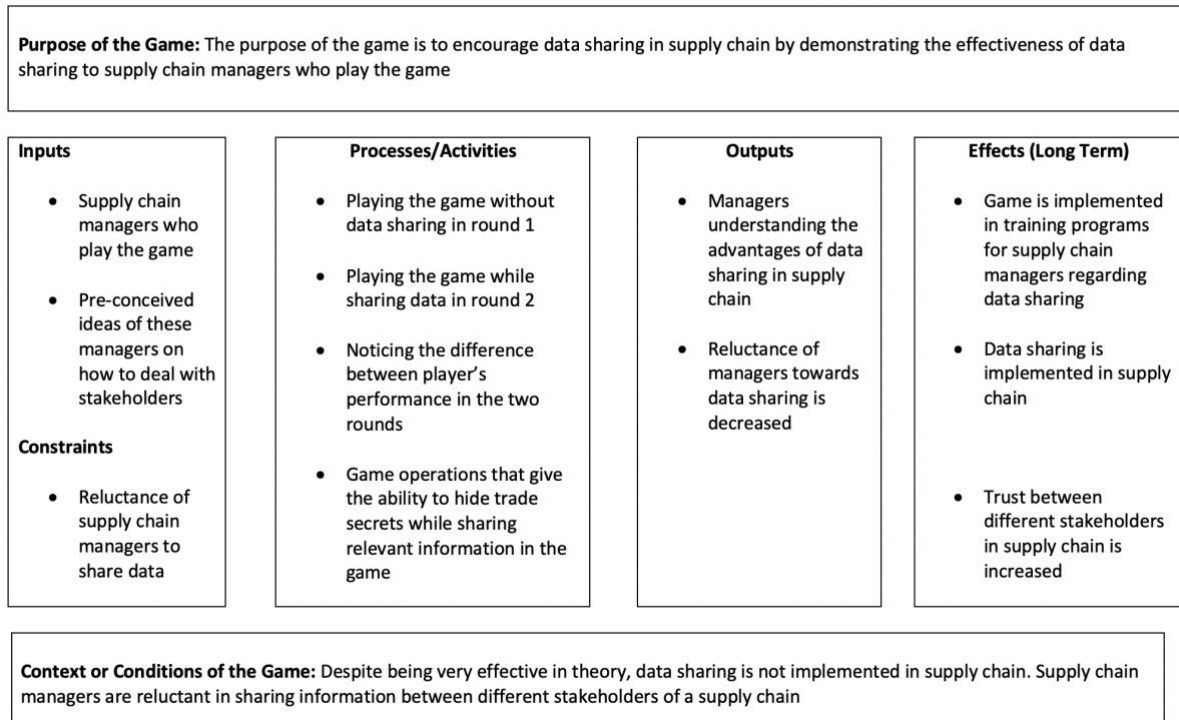 Purpose of the Game: The purpose of the game is to encourage data sharing in supply chain by demonstrating the effectiveness of data
sharing to supply chain managers who play the game
Inputs
• Supply chain
managers who
play the game
• Pre-conceived
ideas of these
managers on
how to deal with
stakeholders
Constraints
• Reluctance of
supply chain
managers to
share data
Processes/Activities
• Playing the game without
data sharing in round 1
• Playing the game while
sharing data in round 2
• Noticing the difference
between player’s
performance in the two
rounds
• Game operations that give
the ability to hide trade
secrets while sharing
relevant information in the
game
Outputs
• Managers
understanding the
advantages of data
sharing in supply
chain
• Reluctance of
managers towards
data sharing is
decreased
Effects (Long Term)
• Game is implemented
in training programs
for supply chain
managers regarding
data sharing
• Data sharing is
implemented in supply
chain
• Trust between
different stakeholders
in supply chain is
increased
Context or Conditions of the Game: Despite being very effective in theory, data sharing is not implemented in supply chain. Supply chain
managers are reluctant in sharing information between different stakeholders of a supply chain